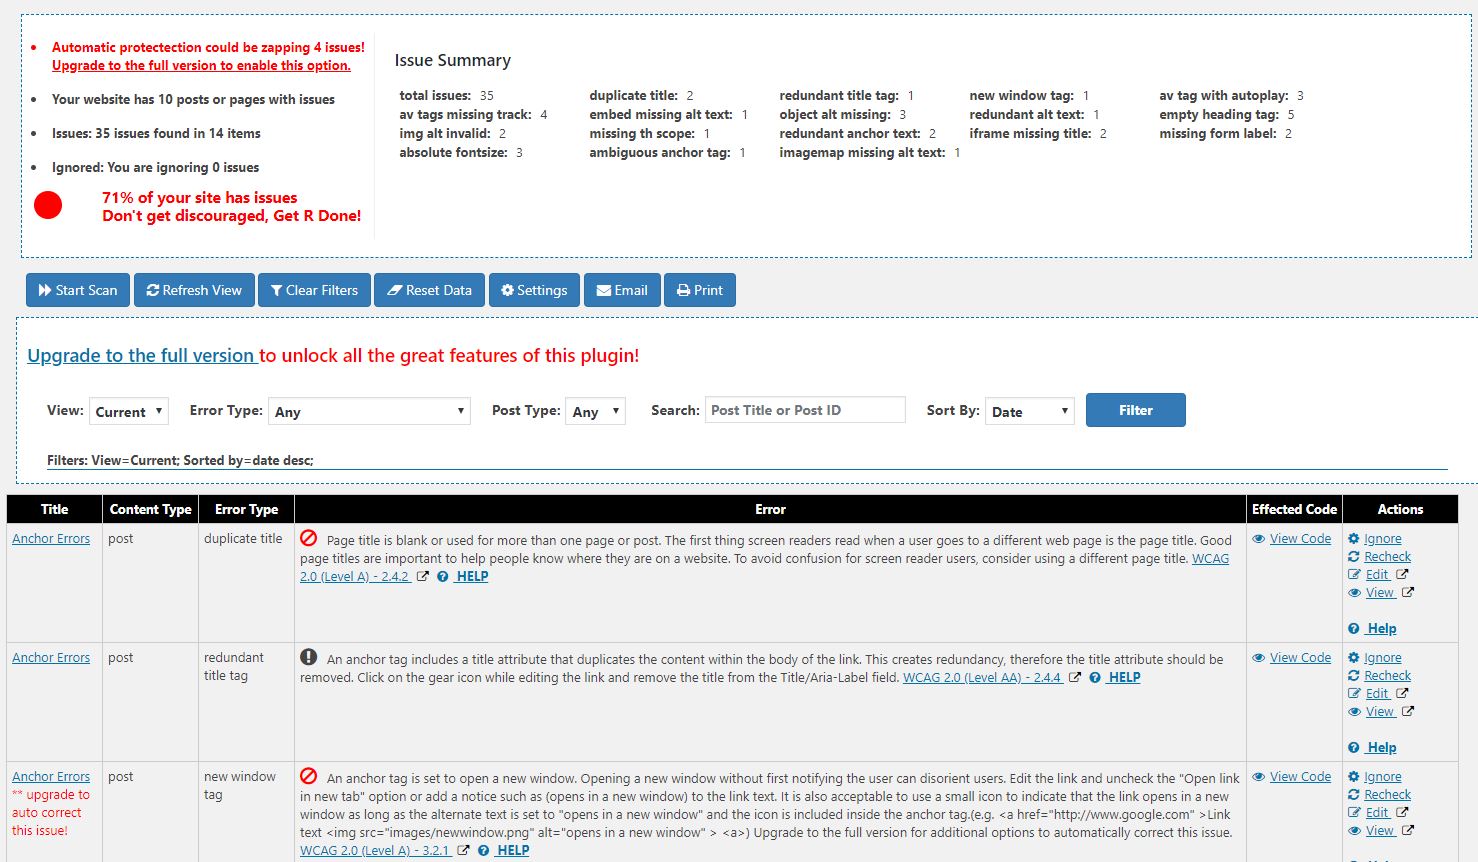 Automatic protectection could be zapping 4 issues!
Upgrade to the full version to enable this option.
Your website has 10 posts or pages with issues
Issues: 35 issues found in 14 items
Ignored: You are ignoring 0 issues
71% of your site has issues
Don't get discouraged, Get R Done!
Issue Summary
total issues: 35 duplicate title: 2 redundant title tag: 1 new window tag: 1 av tag with autoplay: 3
av tags missing track: 4 embed missing alt text: 1 object alt missing: 3 redundant alt text: 1 empty heading tag: 5
img alt invalid: 2 missing th scope: 1 redundant anchor text: 2 iframe missing title: 2 missing form label: 2
absolute fontsize: 3 ambiguous anchor tag: 1 imagemap missing alt text: 1
Start Scan Refresh View Clear Filters Reset Data Settings Email Print
Upgrade to the full version to unlock all the great features of this plugin!
View: Current Error Type: Any Post Type: Any Search: Post Title or Post ID Sort By: Date Filter
Filters: View=Current; Sorted by=date desc;
Title Content Type Error Type Error Effected Code Actions
Anchor Errors post duplicate title
Page title is blank or used for more than one page or post. The first thing screen readers read when a user goes to a different web page is the page title. Good
page titles are important to help people know where they are on a website. To avoid confusion for screen reader users, consider using a different page title. WCAG
2.0 (Level A) - 2.4.2 HELP
View Code
Ignore
Recheck
Edit
View
Help
Anchor Errors post redundant
title tag
An anchor tag includes a title attribute that duplicates the content within the body of the link. This creates redundancy, therefore the title attribute should be
removed. Click on the gear icon while editing the link and remove the title from the Title/Aria-Label field. WCAG 2.0 (Level AA) - 2.4.4 HELP
View Code
Ignore
Recheck
Edit
View
Help
Anchor Errors
** upgrade to
auto correct
this issue!
post
new window
tag
An anchor tag is set to open a new window. Opening a new window without first notifying the user can disorient users. Edit the link and uncheck the "Open link
in new tab" option or add a notice such as (opens in a new window) to the link text. It is also acceptable to use a small icon to indicate that the link opens in a new
window as long as the alternate text is set to "opens in a new window" and the icon is included inside the anchor tag.(e.g. <a href="http://www.google.com" >Link
text <img src="images/newwindow.png" alt="opens in a new window" > <a>) Upgrade to the full version for additional options to automatically correct this issue.
WCAG 2.0 (Level A) - 3.2.1 HELP
View Code
Ignore
Recheck
Edit
View